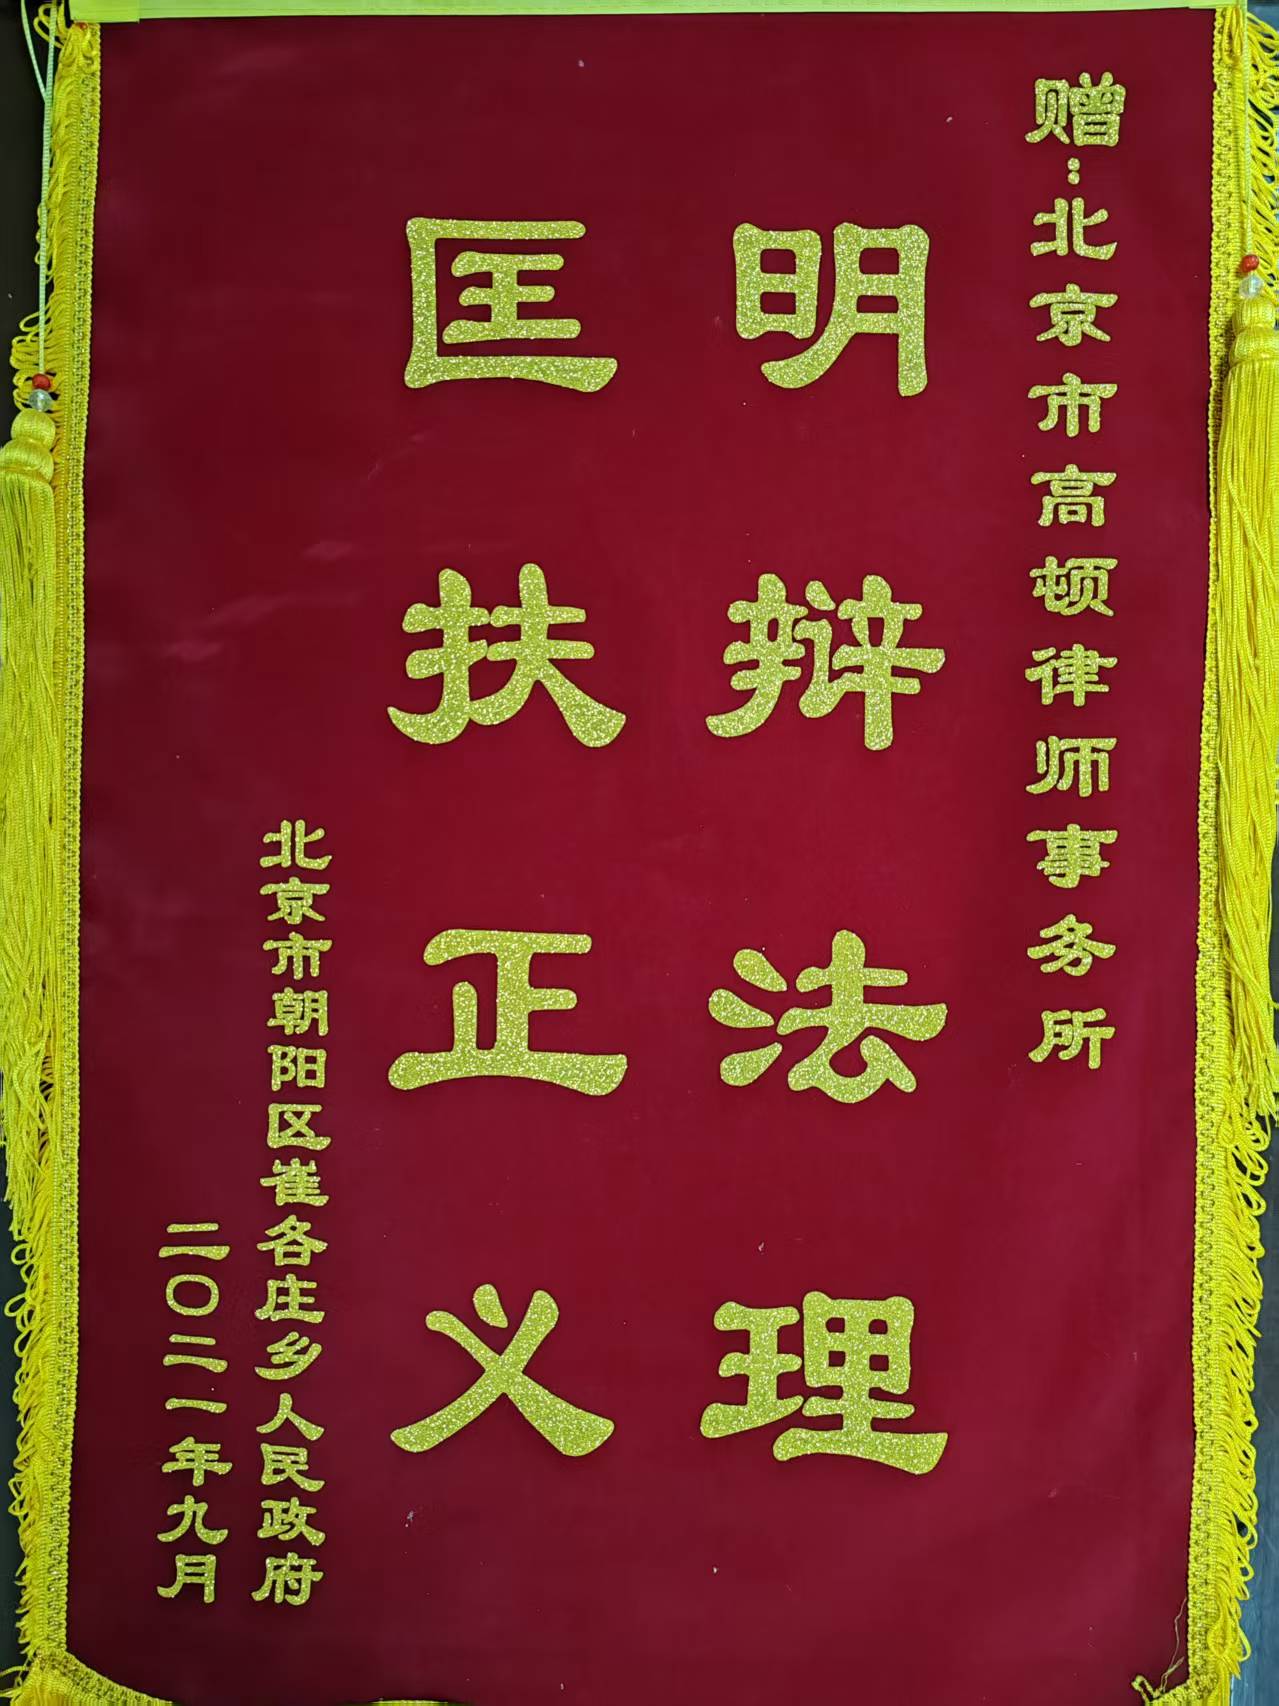 赠:北京市高顿律师事务所
明辩法理
匡扶正义
北京市朝阳区崔各庄乡人民政府
二〇二一年九月